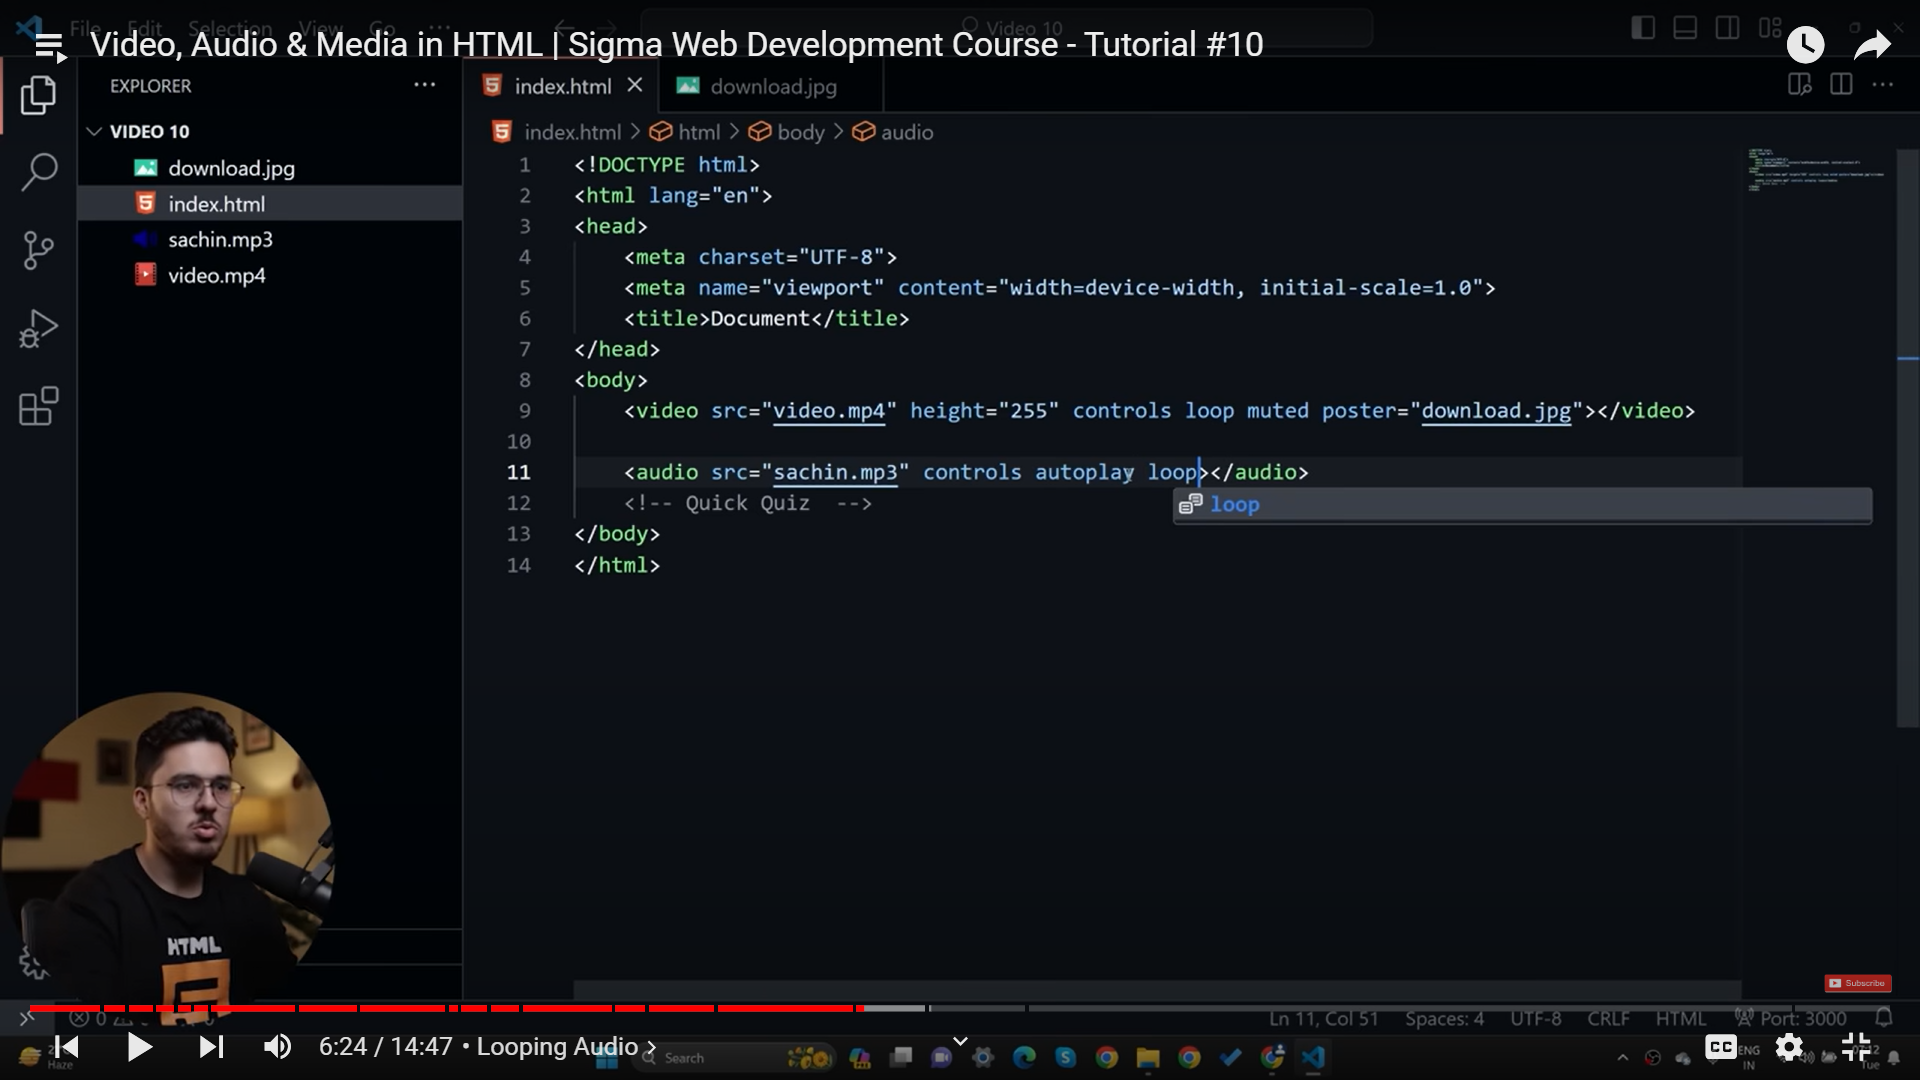 File Edit Selection View Go ···
Video 10
Video, Audio & Media in HTML | Sigma Web Development Course - Tutorial #10
EXPLORER
VIDEO 10
download.jpg
index.html
sachin.mp3
video.mp4
index.html
download.jpg
index.html > html > body > audio
1 <!DOCTYPE html>
2 <html lang="en">
3 <head>
4 <meta charset="UTF-8">
5 <meta name="viewport" content="width=device-width, initial-scale=1.0">
6 <title>Document</title>
7 </head>
8 <body>
9 <video src="video.mp4" height="255" controls loop muted poster="download.jpg"></video>
10
11 <audio src="sachin.mp3" controls autoplay loop></audio>
loop
12 <!-- Quick Quiz -->
13 </body>
14 </html>
HTML
Subscribe
Ln 11, Col 51 Spaces: 4 UTF-8 CRLF HTML Port: 3000
6:24 / 14:47 • Looping Audio
Haze
Search
CC
ENG
IN
Tue